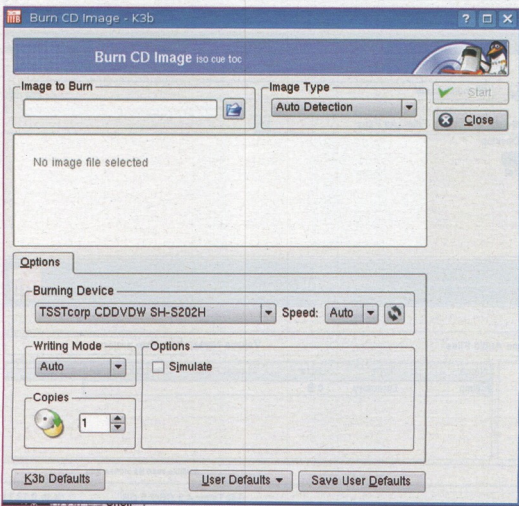 Burn CD Image - K3b
Burn CD Image iso cue toc
Image to Burn
Image Type
Auto Detection
Start
Close
No image file selected
Options
Burning Device
TSSTcorp CDDVDW SH-S202H
Speed: Auto
Writing Mode
Auto
Options
Simulate
Copies
1
K3b Defaults
User Defaults
Save User Defaults